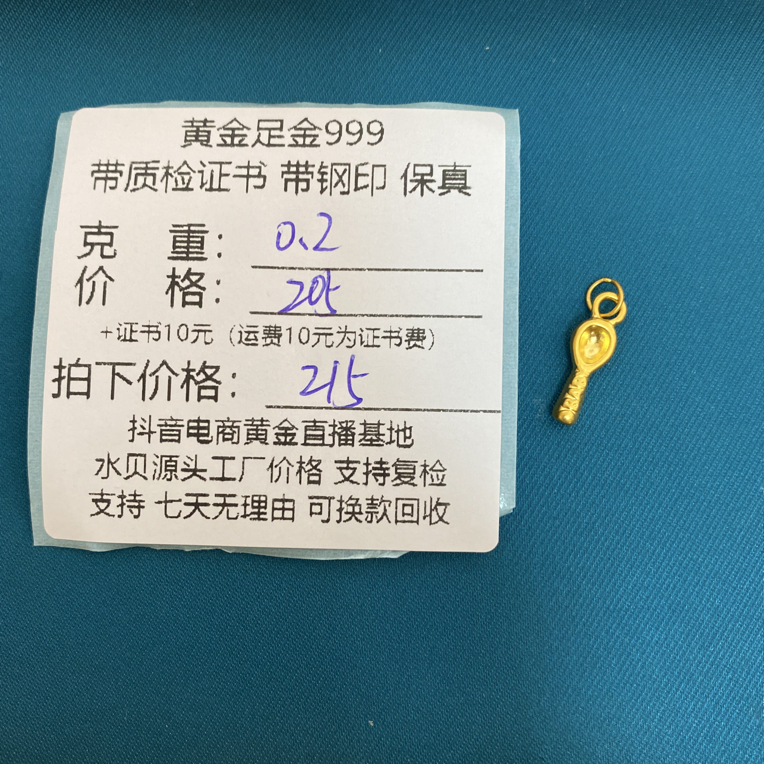 黄金足金999
带质检证书 带钢印 保真
克 重：0.2
价 格：205
+证书10元（运费10元为证书费）
拍下价格：215
抖音电商黄金直播基地
水贝源头工厂价格 支持复检
支持 七天无理由 可换款回收